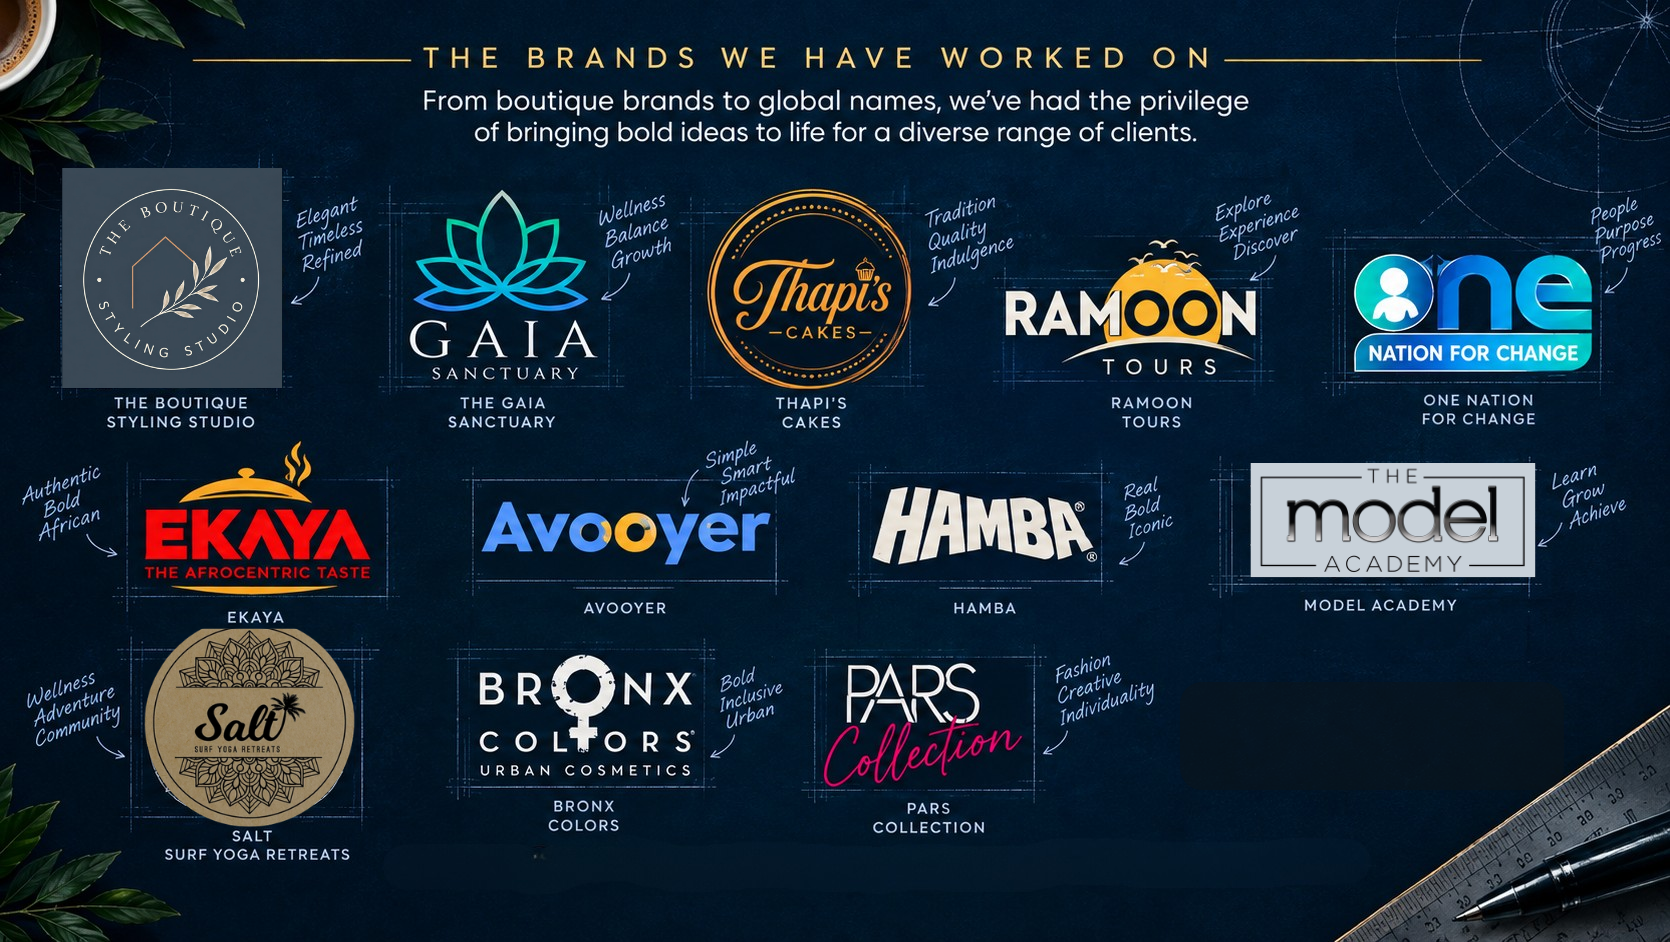 THE BRANDS WE HAVE WORKED ON
From boutique brands to global names, we've had the privilege
of bringing bold ideas to life for a diverse range of clients.
THE BOUTIQUE
STYLING STUDIO
Elegant
Timeless
Refined
THE BOUTIQUE
STYLING STUDIO
GAIA
SANCTUARY
Wellness
Balance
Growth
THE GAIA
SANCTUARY
Thapi's
CAKES
Tradition
Quality
Indulgence
THAPI'S
CAKES
RAMOON
TOURS
Explore
Experience
Discover
RAMOON
TOURS
one
NATION FOR CHANGE
People
Purpose
Progress
ONE NATION
FOR CHANGE
Authentic
Bold
African
EKAYA
THE AFROCENTRIC TASTE
EKAYA
Avooyer
Simple
Smart
Impactful
AVOOYER
HAMBA®
®
Real
Bold
Iconic
HAMBA
THE
model
ACADEMY
Learn
Grow
Achieve
MODEL ACADEMY
Wellness
Adventure
Community
Salt
SURF YOGA RETREATS
SALT
SURF YOGA RETREATS
BRONX
COLORS®
URBAN COSMETICS
Bold
Inclusive
Urban
BRONX
COLORS
PARS
Collection
Fashion
Creative
Individuality
PARS
COLLECTION